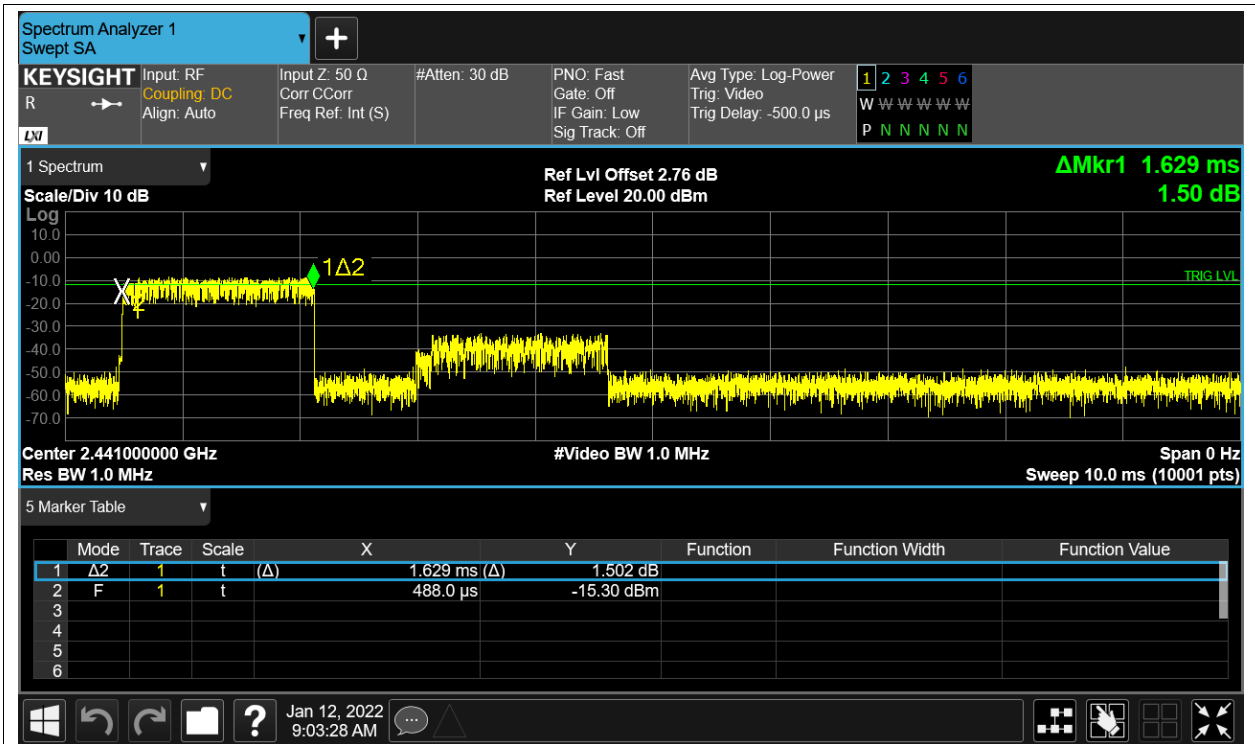 Spectrum Analyzer 1
Swept SA
KEYSIGHT Input: RF Input Z: 50 Ω #Atten: 30 dB PNO: Fast Avg Type: Log-Power 1 2 3 4 5 6
R Coupling: DC Corr CCorr Gate: Off Trig: Video W W W W W W
Align: Auto Freq Ref: Int (S) IF Gain: Low Trig Delay: -500.0 µs
LXI Sig Track: Off P N N N N N
1 Spectrum Ref Lvl Offset 2.76 dB ΔMkr1 1.629 ms
Scale/Div 10 dB Ref Level 20.00 dBm 1.50 dB
Log
10.0
0.00 1Δ2
-10.0 TRIG LVL
-20.0 X 2
-30.0
-40.0
-50.0
-60.0
-70.0
Center 2.441000000 GHz #Video BW 1.0 MHz Span 0 Hz
Res BW 1.0 MHz Sweep 10.0 ms (10001 pts)
5 Marker Table
Mode Trace Scale X Y Function Function Width Function Value
1 Δ2 1 t (Δ) 1.629 ms (Δ) 1.502 dB
2 F 1 t 488.0 µs -15.30 dBm
3
4
5
6
? Jan 12, 2022
9:03:28 AM